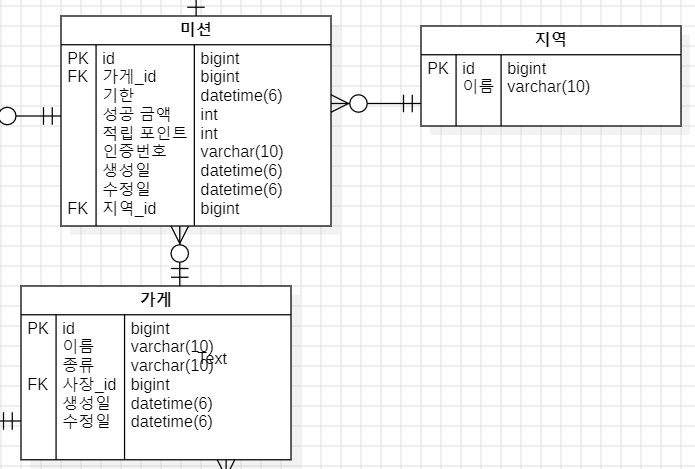 미션
PK id bigint
FK 가게_id bigint
기한 datetime(6)
성공 금액 int
적립 포인트 int
인증번호 varchar(10)
생성일 datetime(6)
수정일 datetime(6)
FK 지역_id bigint
지역
PK id bigint
이름 varchar(10)
가게
PK id bigint
이름 varchar(10)
Text
종류 varchar(10)
FK 사장_id bigint
생성일 datetime(6)
수정일 datetime(6)